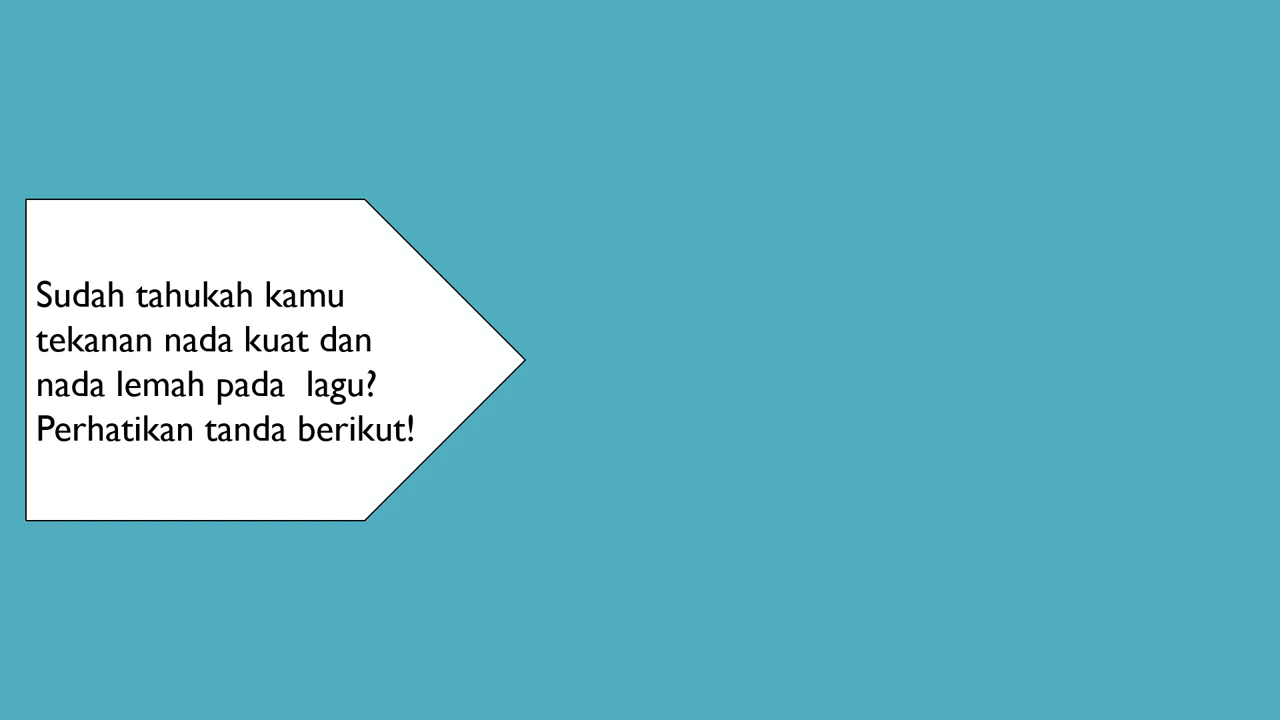 Sudah tahukah kamu
tekanan nada kuat dan
nada lemah pada  lagu?
Perhatikan tanda berikut!